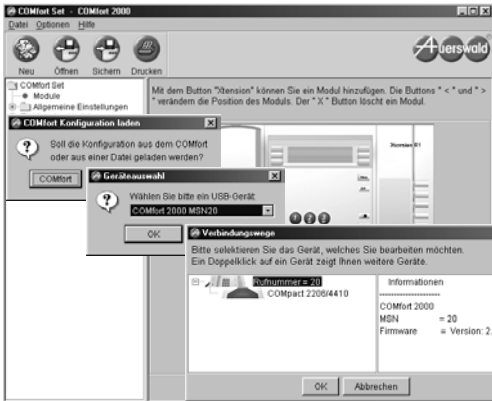 COMfort Set - COMfort 2000
Datei Optionen Hilfe
Neu Öffnen Sichern Drucken
Auerswald
COMfort Set
Module
Allgemeine Einstellungen
Mit dem Button "Xtension" können Sie ein Modul hinzufügen. Die Buttons " < " und " >
" verändern die Position des Moduls. Der " X " Button löscht ein Modul.
COMfort Konfiguration laden
Soll die Konfiguration aus dem COMfort
oder aus einer Datei geladen werden?
COMfort
Xtension 01
Geräteauswahl
Wählen Sie bitte ein USB-Gerät:
COMfort 2000 MSN20
OK
Verbindungswege
Bitte selektieren Sie das Gerät, welches Sie bearbeiten möchten.
Ein Doppelklick auf ein Gerät zeigt Ihnen weitere Geräte.
Rufnummer = 20
COMpact 2206/4410
Informationen
--------------------
COMfort 2000
MSN = 20
Firmware = Version: 2.
OK Abbrechen